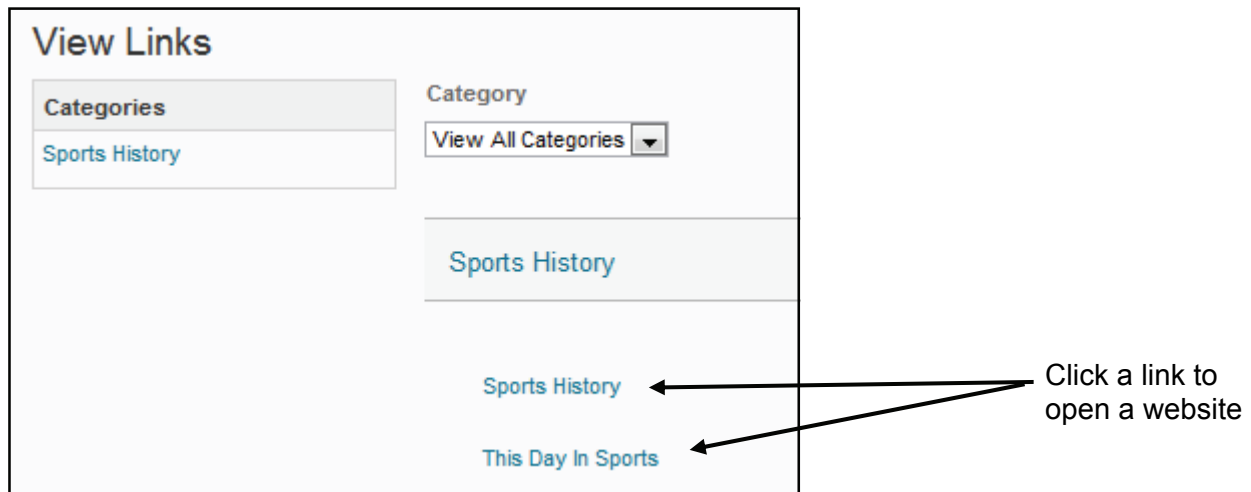 View Links
Categories
Sports History
Category
View All Categories
Sports History
Sports History
This Day In Sports
Click a link to
open a website